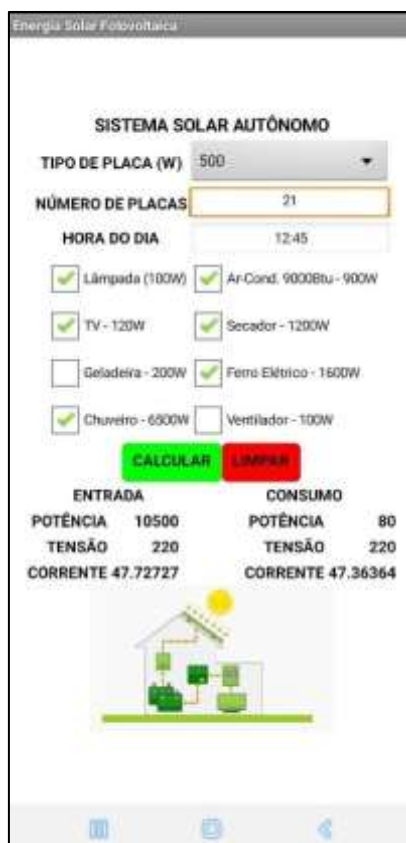 Energia Solar Fotovoltaica
SISTEMA SOLAR AUTÔNOMO
TIPO DE PLACA (W) 500
NÚMERO DE PLACAS 21
HORA DO DIA 12:45
Lâmpada (100W) Ar-Cond. 9000Btu - 900W
TV - 120W Secador - 1200W
Geladeira - 200W Ferro Elétrico - 1600W
Chuveiro - 6500W Ventilador - 100W
CALCULAR LIMPAR
ENTRADA CONSUMO
POTÊNCIA 10500 POTÊNCIA 80
TENSÃO 220 TENSÃO 220
CORRENTE 47.72727 CORRENTE 47.36364